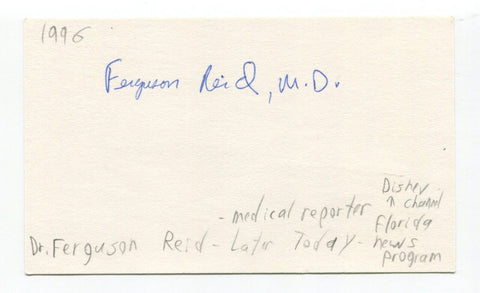 1996
Ferguson Reid, M.D.
- medical reporter
Disney
↑ channel
Florida
Dr. Ferguson Reid - Later Today - news
program